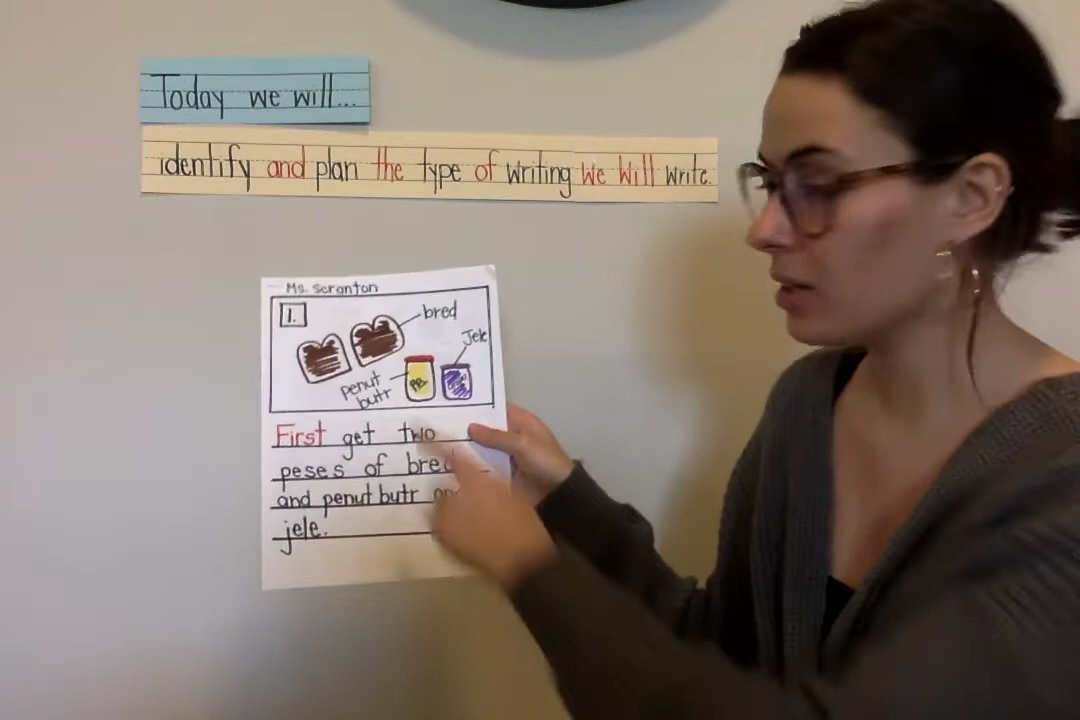 Today we will...
identify and plan the type of writing we will write.
Ms. Scranton
1.
bred
Jele
penut
butr
PB
First get two
peses of bred
and penut butr
jele.